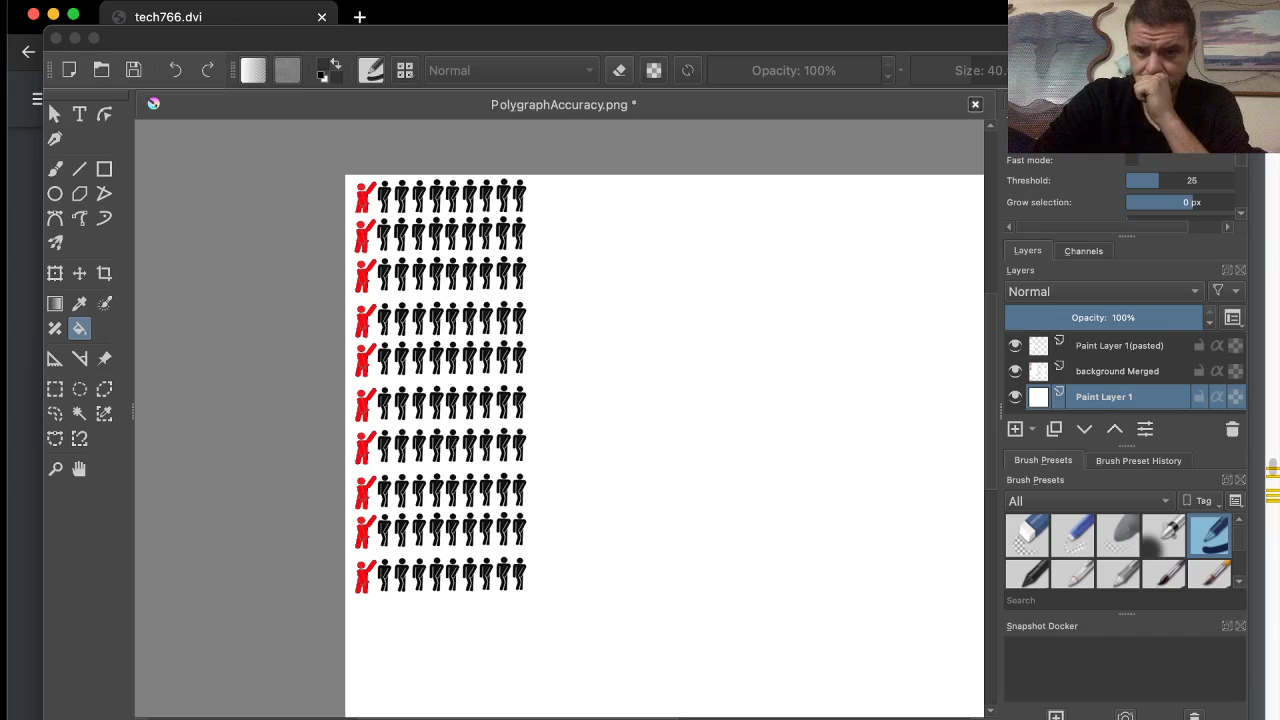 tech766.dvi
Normal
Opacity: 100%
Size: 40.
PolygraphAccuracy.png *
Fast mode:
Threshold: 25
Grow selection: 0 px
Layers Channels
Layers
Normal
Opacity: 100%
Paint Layer 1(pasted)
background Merged
Paint Layer 1
Brush Presets Brush Preset History
Brush Presets
All Tag
Search
Snapshot Docker